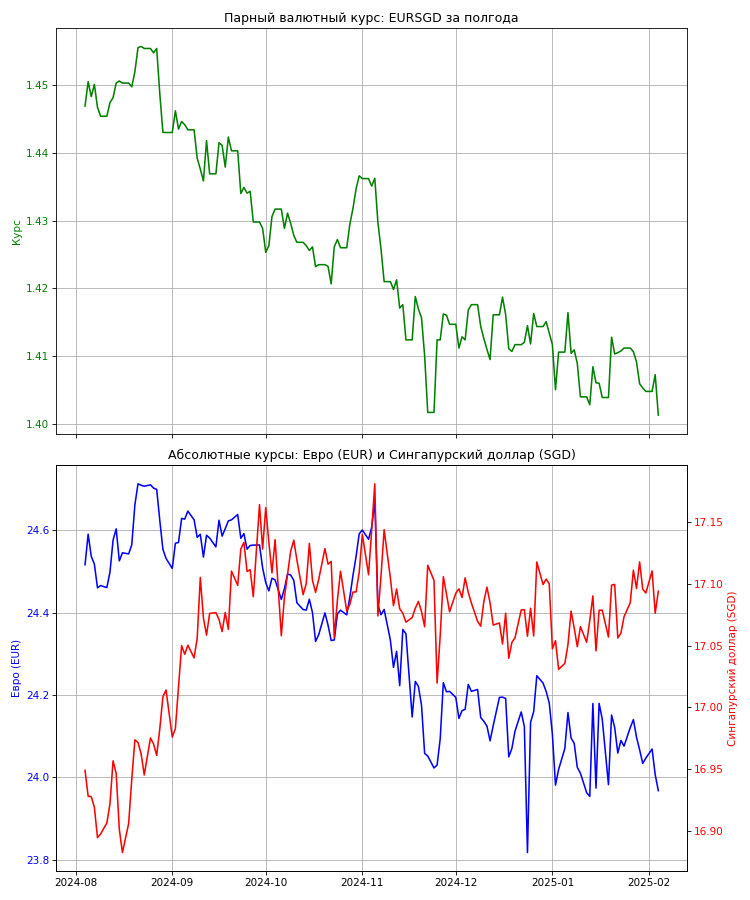 Парный валютный курс: EURSGD за полгода
1.45
1.44
1.43
1.42
1.41
1.40
Курс
Абсолютные курсы: Евро (EUR) и Сингапурский доллар (SGD)
24.6
24.4
24.2
24.0
23.8
Евро (EUR)
17.15
17.10
17.05
17.00
16.95
16.90
Сингапурский доллар (SGD)
2024-08 2024-09 2024-10 2024-11 2024-12 2025-01 2025-02